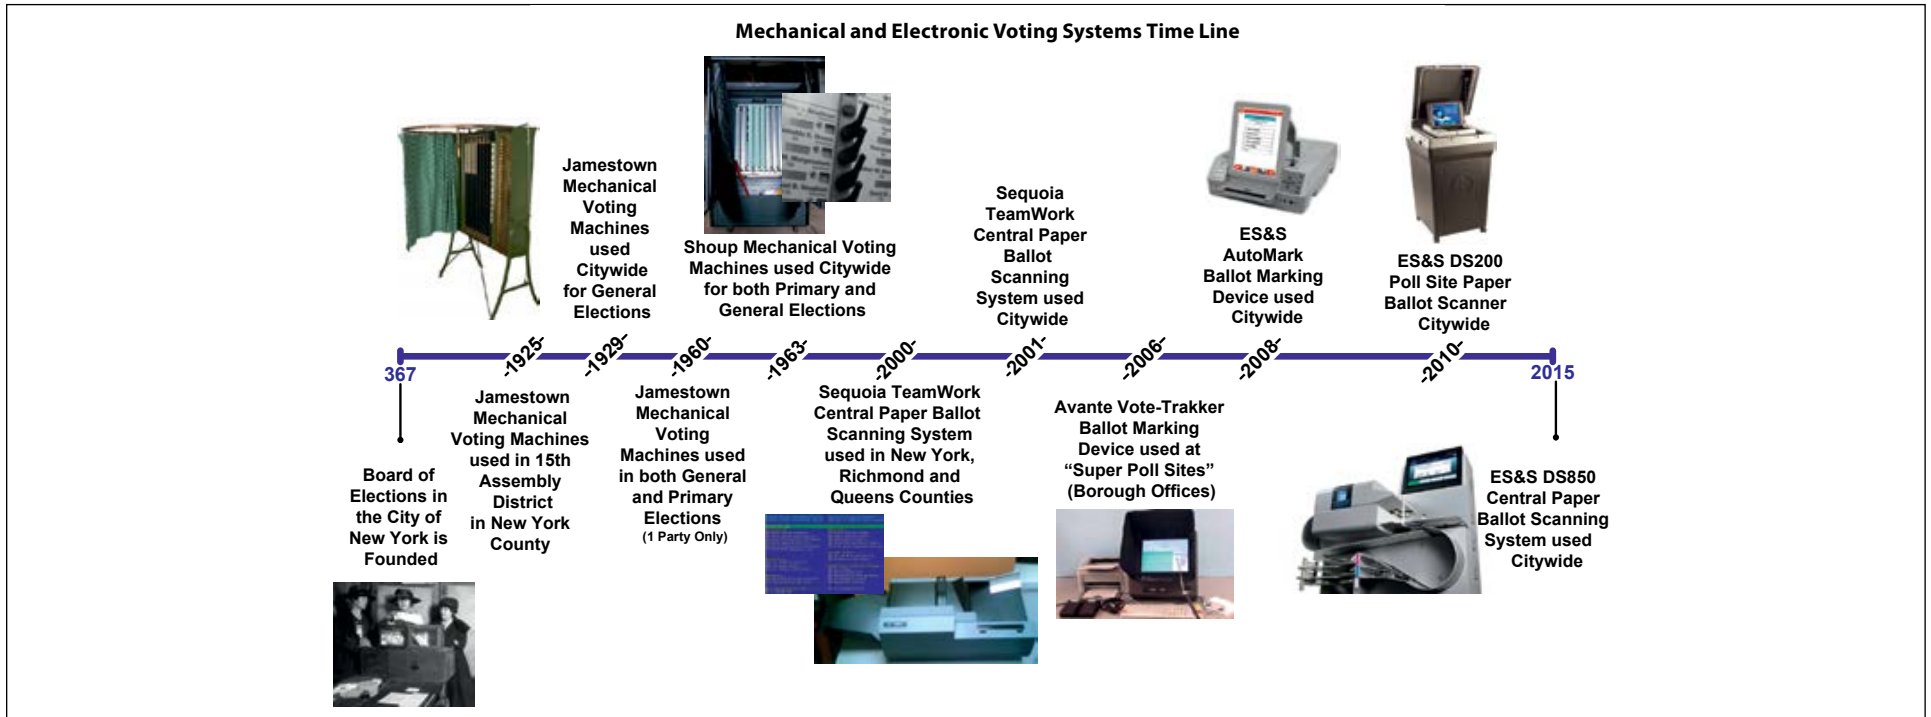 Mechanical and Electronic Voting Systems Time Line
Jamestown
Mechanical
Voting
Machines
used
Citywide
for General
Elections
Shoup Mechanical Voting
Machines used Citywide
for both Primary and
General Elections
Sequoia
TeamWork
Central Paper
Ballot
Scanning
System used
Citywide
ES&S
AutoMark
Ballot Marking
Device used
Citywide
ES&S DS200
Poll Site Paper
Ballot Scanner
Citywide
367
-1925-
-1929-
-1960-
-1963-
-2000-
-2001-
-2006-
-2008-
-2010-
2015
Board of
Elections in
the City of
New York is
Founded
Jamestown
Mechanical
Voting Machines
used in 15th
Assembly
District
in New York
County
Jamestown
Mechanical
Voting
Machines used
in both General
and Primary
Elections
(1 Party Only)
Sequoia TeamWork
Central Paper Ballot
Scanning System
used in New York,
Richmond and
Queens Counties
Avante Vote-Trakker
Ballot Marking
Device used at
“Super Poll Sites”
(Borough Offices)
ES&S DS850
Central Paper
Ballot Scanning
System used
Citywide